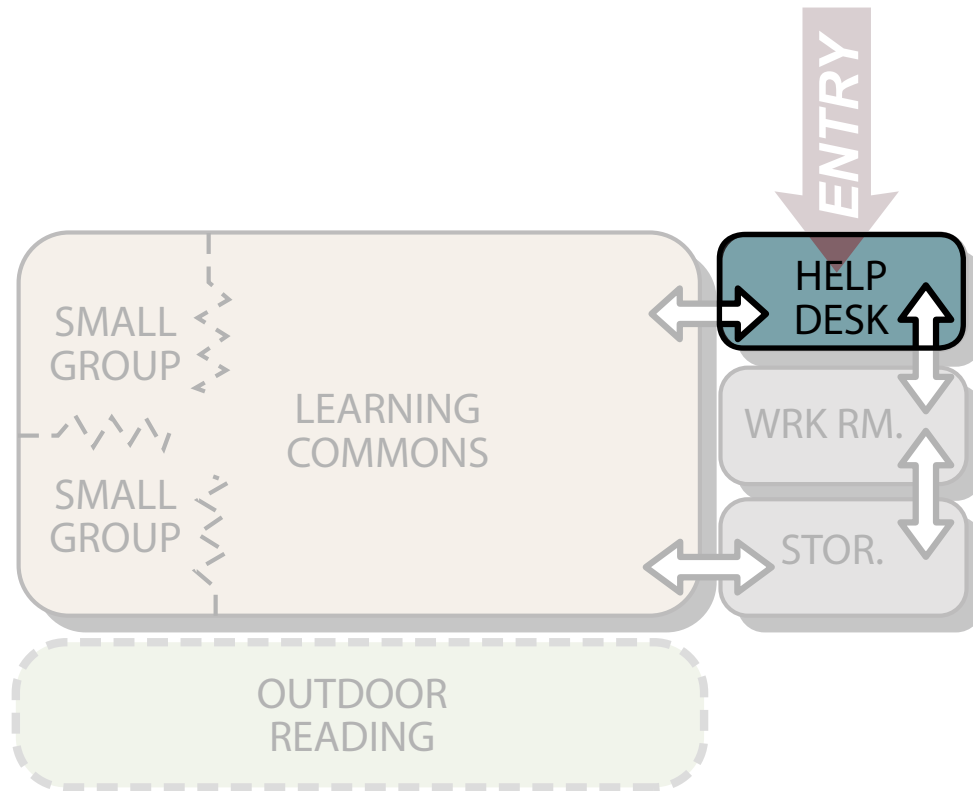 ENTRY
HELP
DESK
SMALL
GROUP
LEARNING
COMMONS
WRK RM.
SMALL
GROUP
STOR.
OUTDOOR
READING